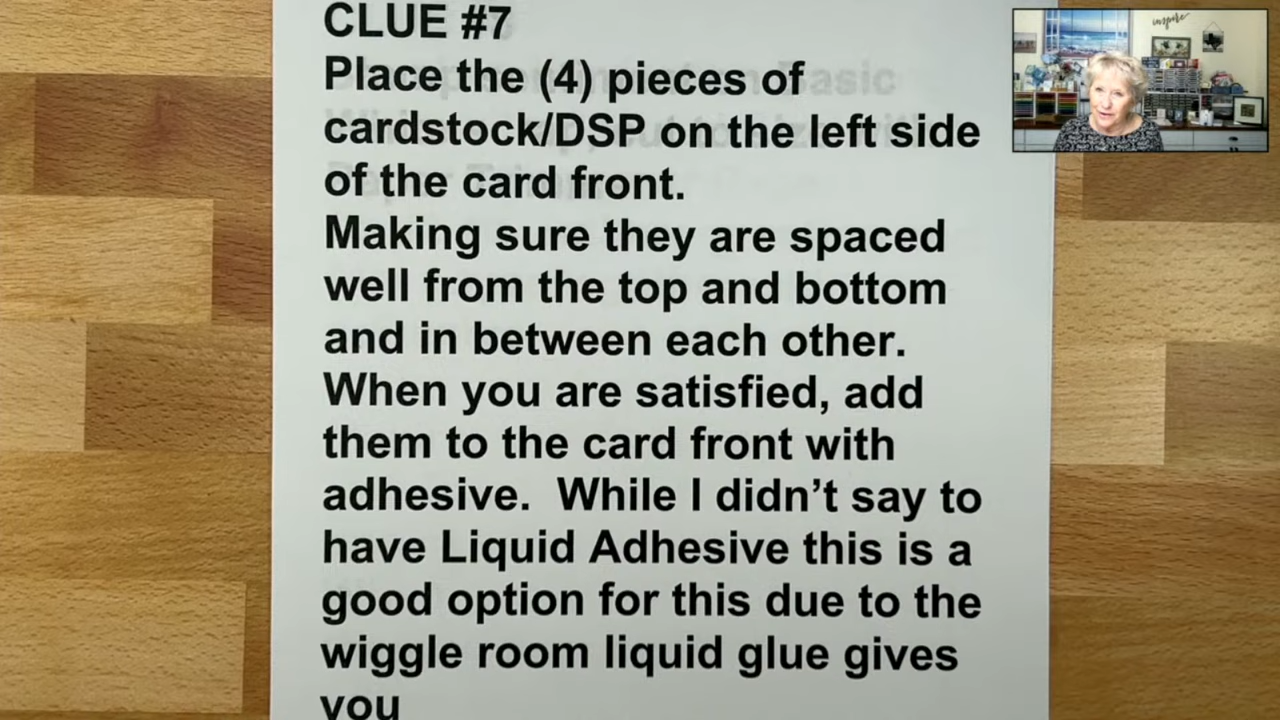 CLUE #7
Place the (4) pieces of
cardstock/DSP on the left side
of the card front.
Making sure they are spaced
well from the top and bottom
and in between each other.
When you are satisfied, add
them to the card front with
adhesive.  While I didn’t say to
have Liquid Adhesive this is a
good option for this due to the
wiggle room liquid glue gives
you
inspire